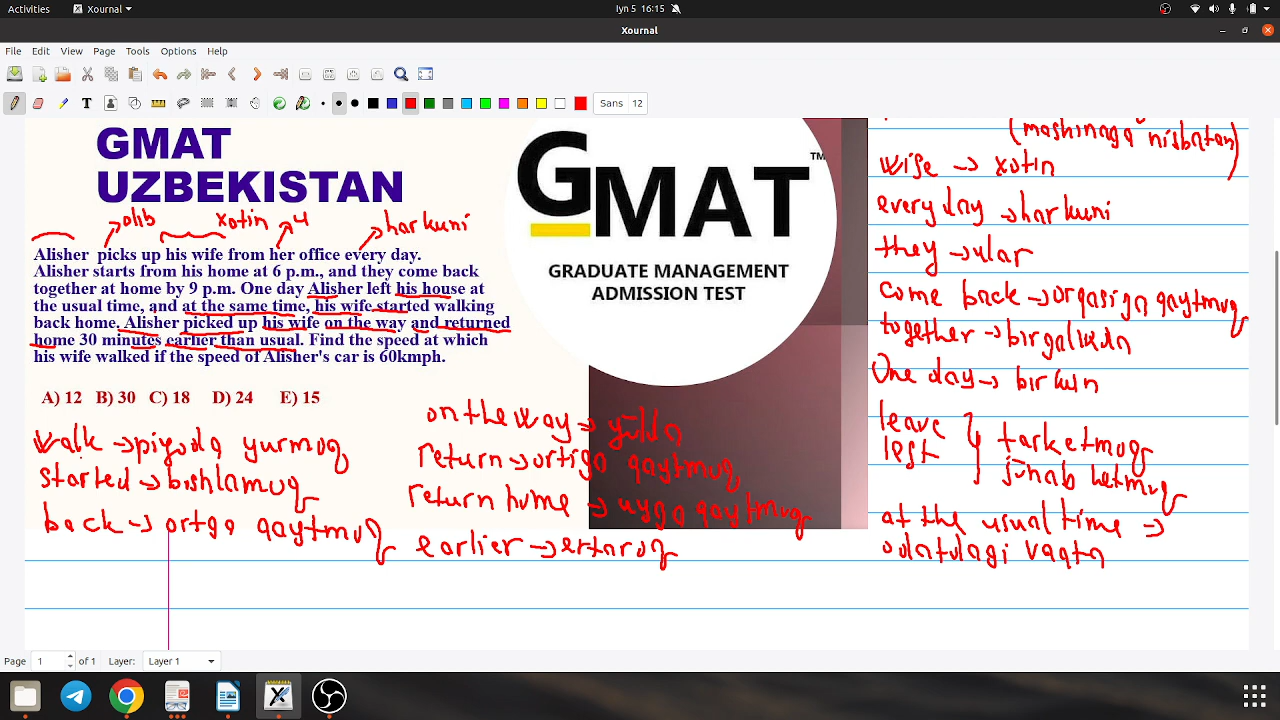 Activities
Xournal
Iyn 5 16:15
Xournal
File Edit View Page Tools Options Help
Sans 12
GMAT
UZBEKISTAN
GMAT
TM
GRADUATE MANAGEMENT
ADMISSION TEST
olib
xotin
4
har kuni
Alisher picks up his wife from her office every day.
Alisher starts from his home at 6 p.m., and they come back
together at home by 9 p.m. One day Alisher left his house at
the usual time, and at the same time, his wife started walking
back home. Alisher picked up his wife on the way and returned
home 30 minutes earlier than usual. Find the speed at which
his wife walked if the speed of Alisher's car is 60kmph.
A) 12 B) 30 C) 18 D) 24 E) 15
walk → piyoda yurmoq
started → boshlamoq
back → ortga qaytmoq
on the way → yo'lda
return → ortiga qaytmoq
return home → uyga qaytmoq
earlier → ertaroq
(mashinaga nisbatan)
wife → xotin
every day → har kuni
they → ular
come back → orqasiga qaytmoq
together → birgalikda
One day → bir kun
leave
left
tark etmoq
jo'nab ketmoq
at the usual time →
odatdagi vaqtda
Page 1 of 1 Layer: Layer 1